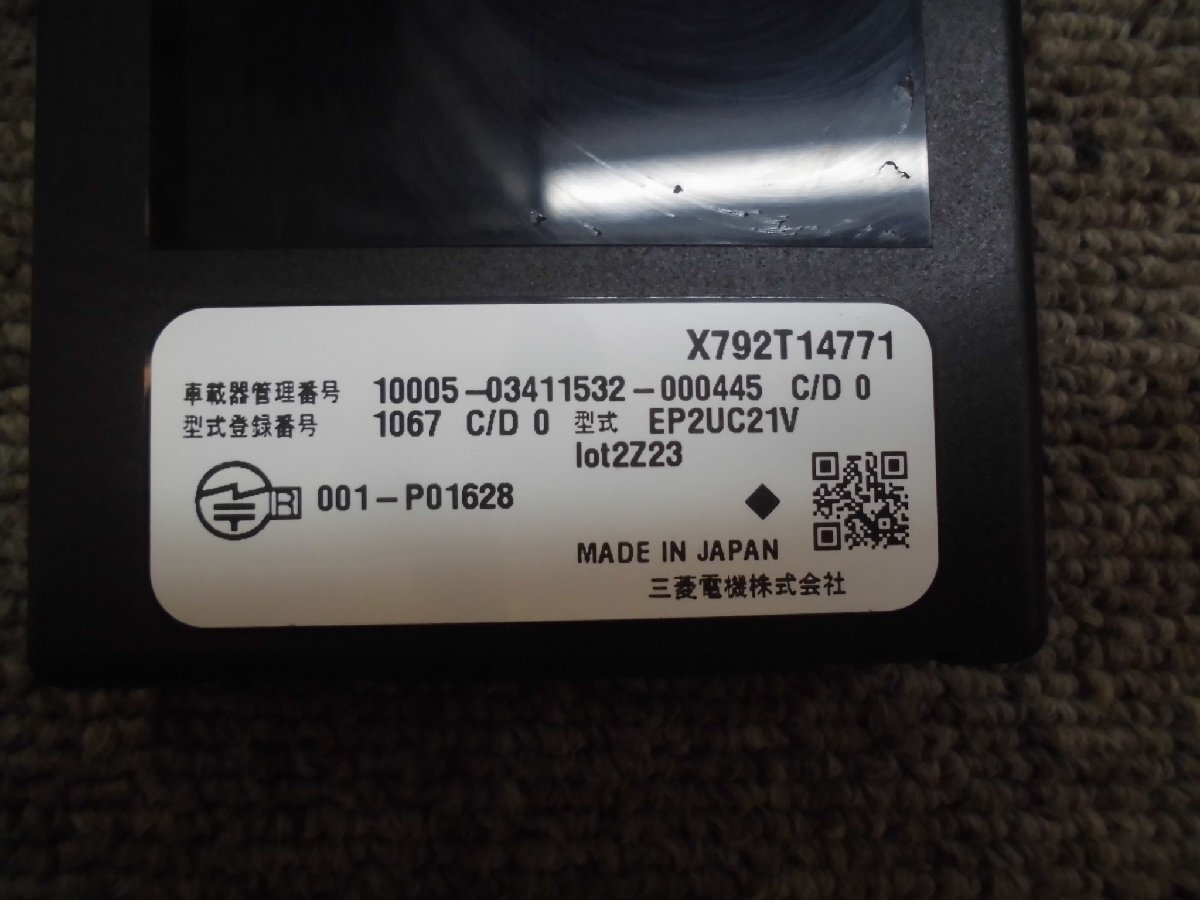 X792T14771
車載器管理番号 10005-03411532-000445 C/D 0
型式登録番号 1067 C/D 0 型式 EP2UC21V
lot2Z23
R 001-P01628
MADE IN JAPAN
三菱電機株式会社